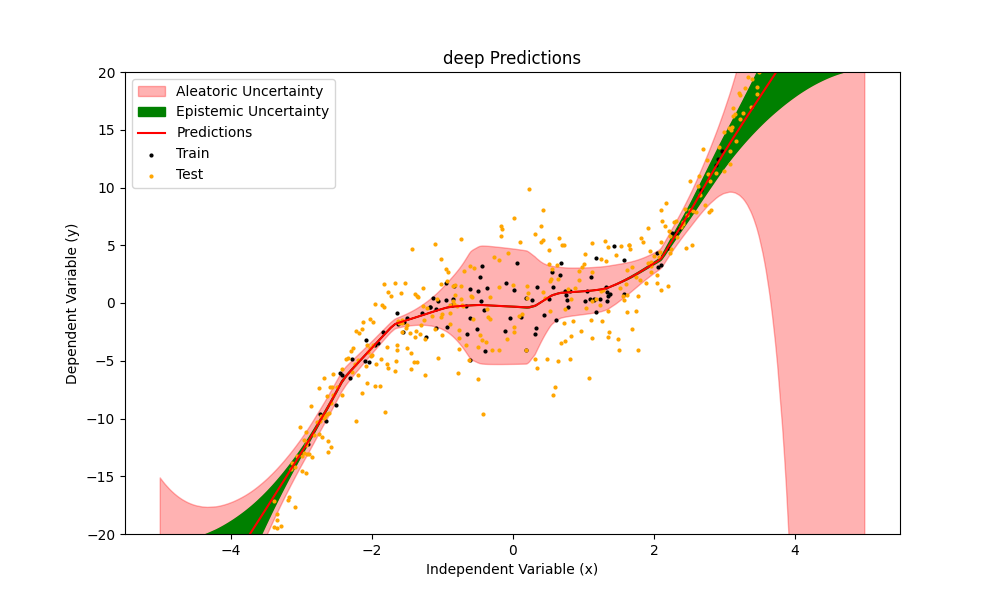 deep Predictions
Aleatoric Uncertainty
Epistemic Uncertainty
Predictions
Train
Test
Dependent Variable (y)
20
15
10
5
0
−5
−10
−15
−20
−4
−2
0
2
4
Independent Variable (x)